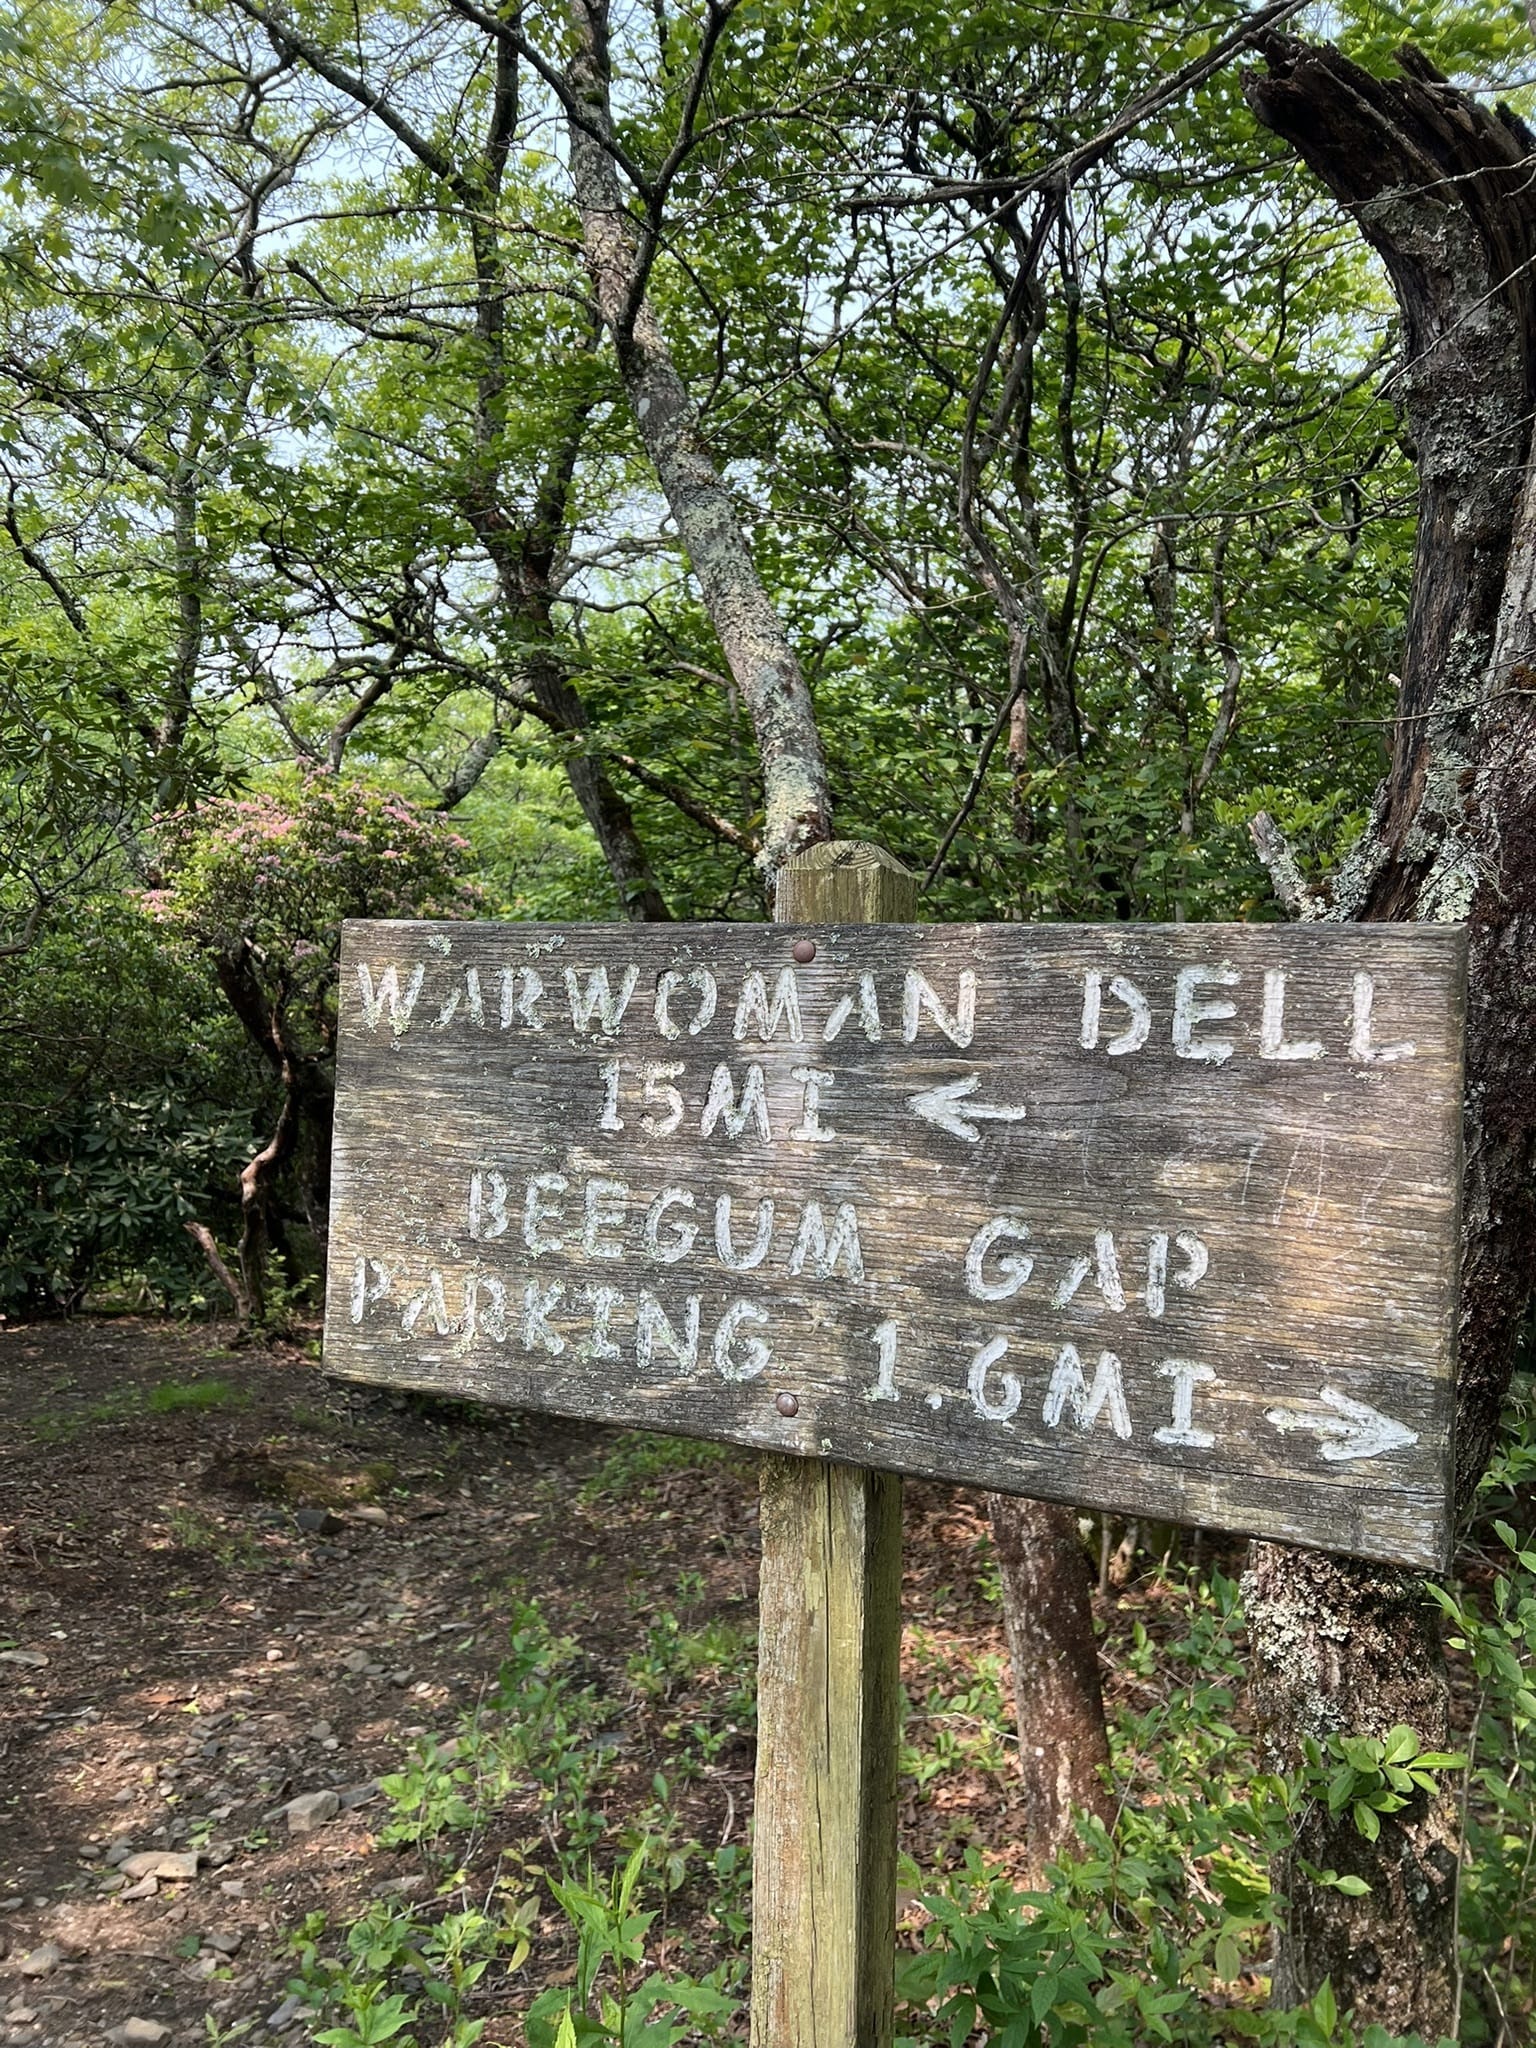 WARWOMAN DELL
15MI ←
BEEGUM GAP
PARKING 1.6MI →